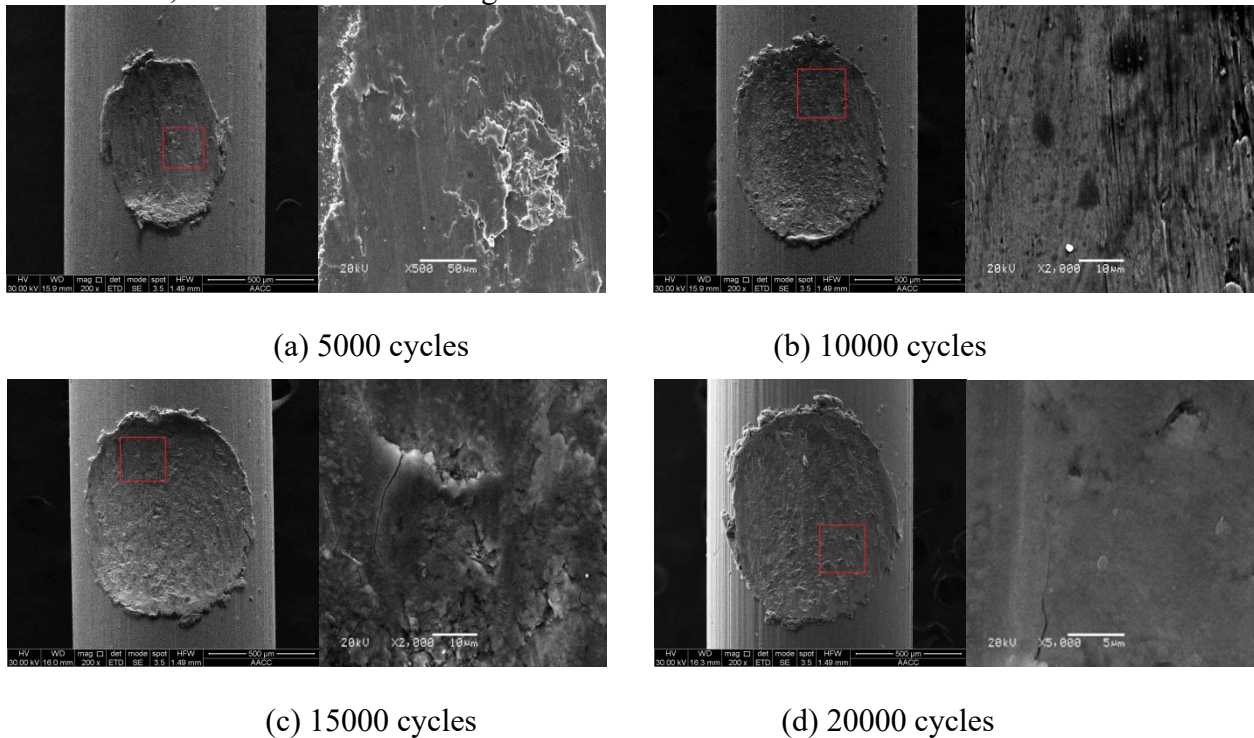 HV WD mag □ det mode spot HFW 500 µm
30.00 kV 15.9 mm 200 x ETD SE 3.5 1.49 mm AACC
20kV X500 50µm
HV WD mag □ det mode spot HFW 500 µm
30.00 kV 15.9 mm 200 x ETD SE 3.5 1.49 mm AACC
20kV X2,000 10µm
(a) 5000 cycles
(b) 10000 cycles
HV WD mag □ det mode spot HFW 500 µm
30.00 kV 16.0 mm 200 x ETD SE 3.5 1.49 mm AACC
20kV X2,000 10µm
HV WD mag □ det mode spot HFW 500 µm
30.00 kV 16.3 mm 200 x ETD SE 3.5 1.49 mm AACC
20kV X5,000 5µm
(c) 15000 cycles
(d) 20000 cycles